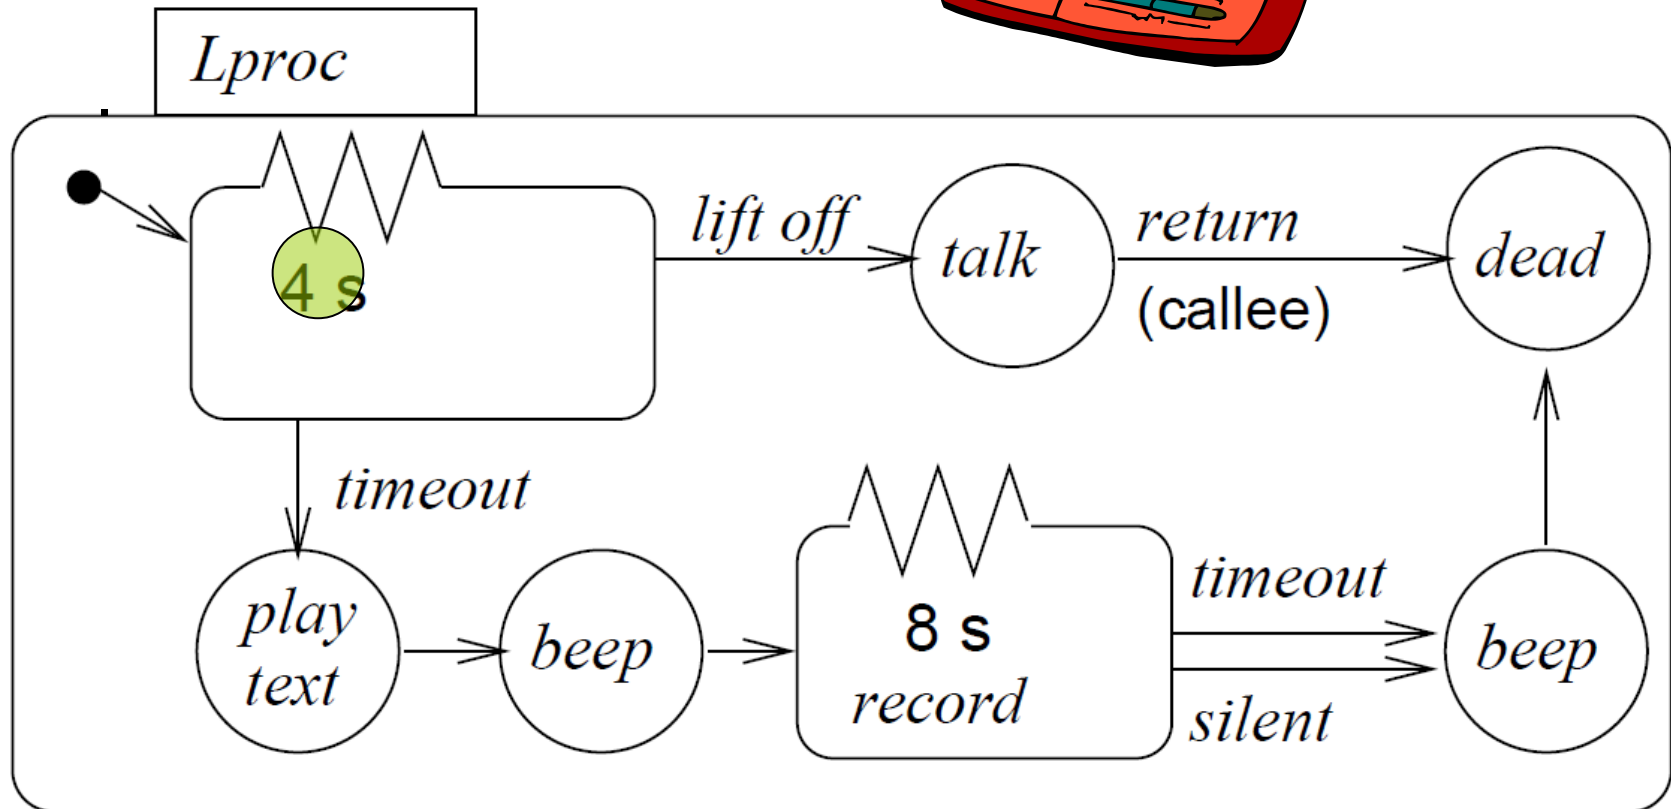 Lproc
4 s
lift off
talk
return
(callee)
dead
timeout
play
text
beep
8 s
record
timeout
silent
beep